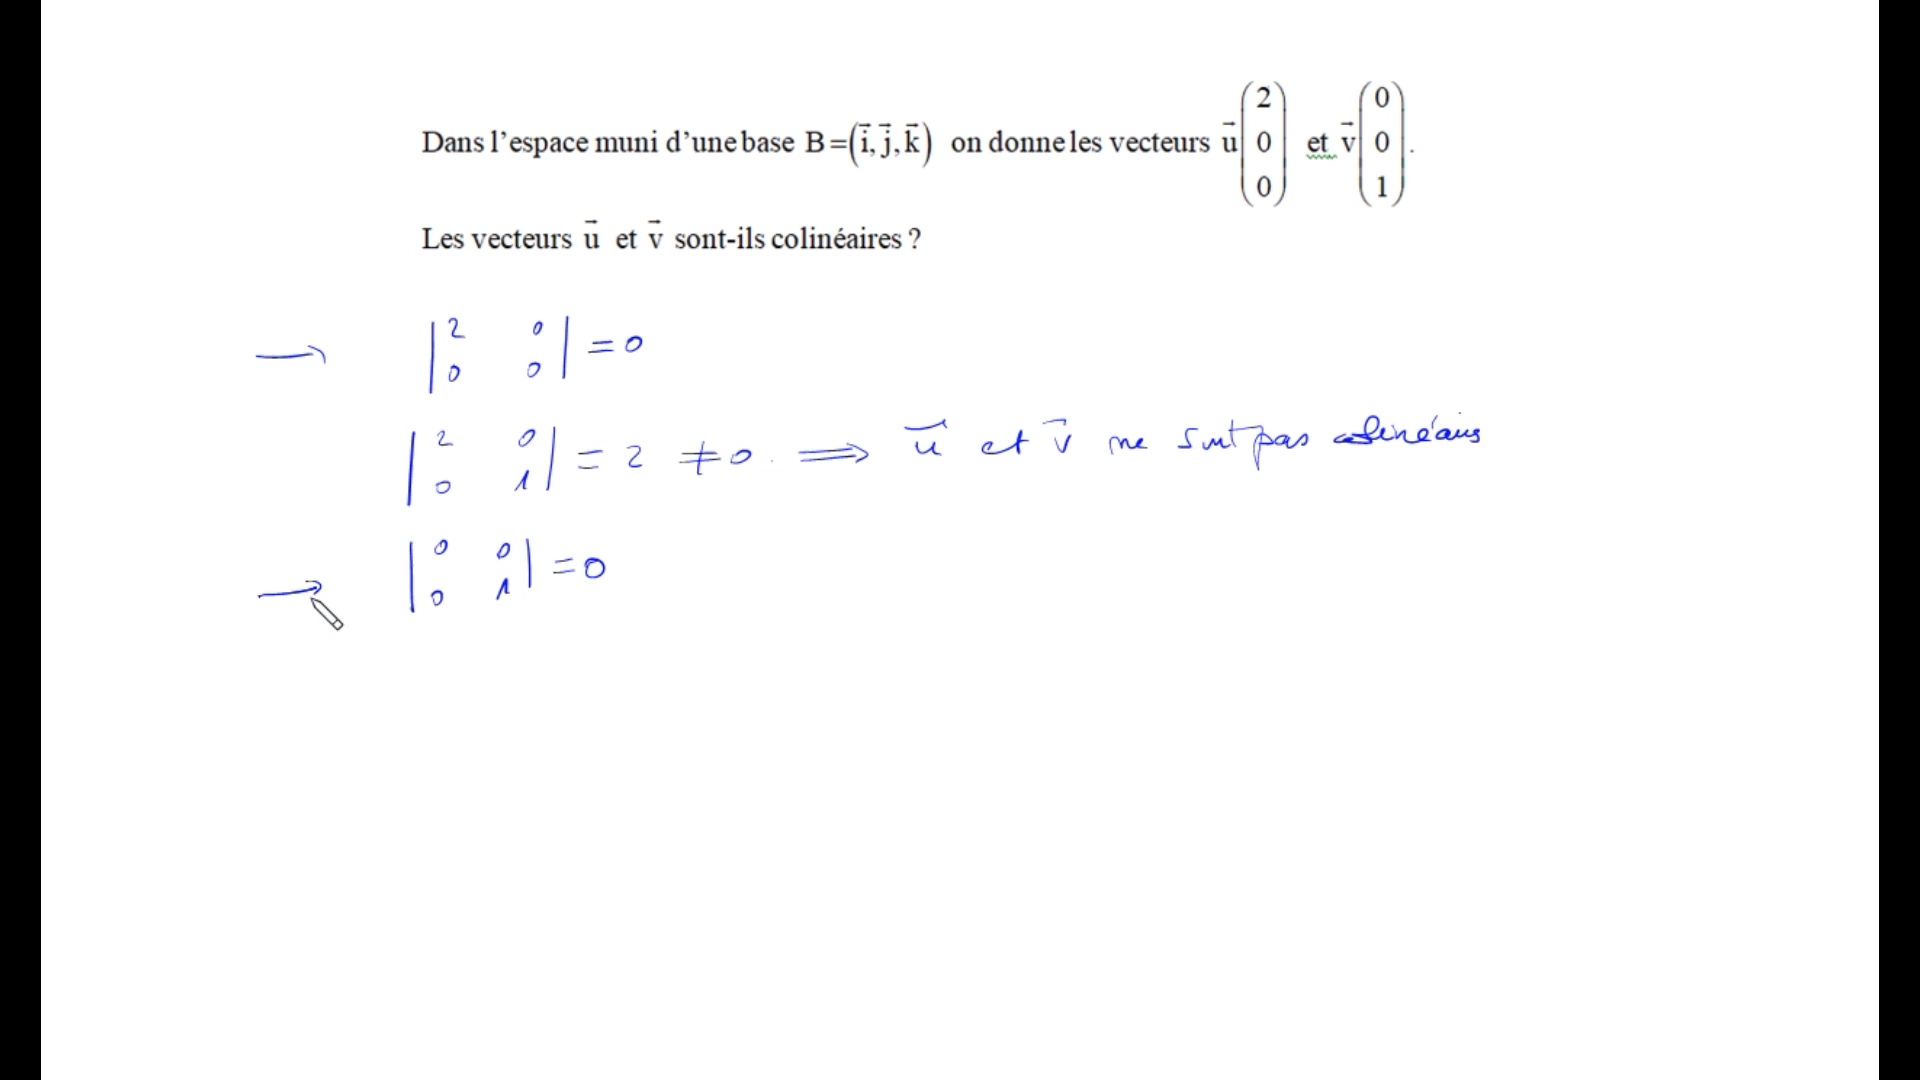 Dans l'espace muni d'une base B=(i⃗, j⃗, k⃗) on donne les vecteurs u⃗ (2 0 0) et v⃗ (0 0 1).
Les vecteurs u⃗ et v⃗ sont-ils colinéaires ?
→ |2 0|
|0 0| = 0
|2 0|
|0 1| = 2 ≠ 0. ⟹ u⃗ et v⃗ ne sont pas colinéaires
→ |0 0|
|0 1| = 0